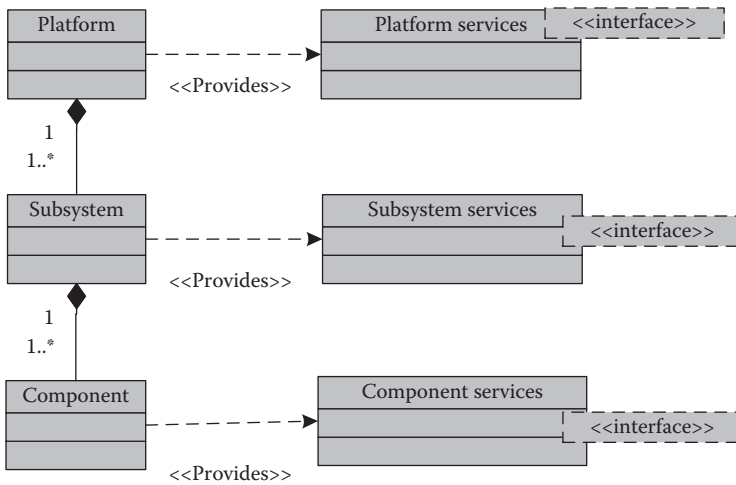 Platform
Platform services
<<interface>>
<<Provides>>
1
1..*
Subsystem
Subsystem services
<<interface>>
<<Provides>>
1
1..*
Component
Component services
<<interface>>
<<Provides>>